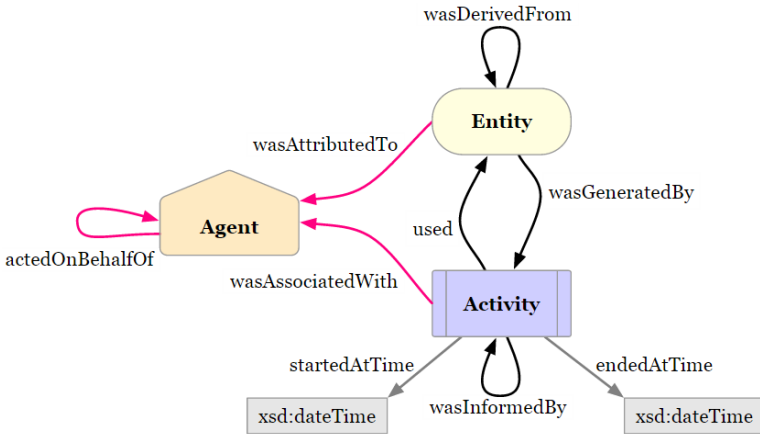 wasDerivedFrom
Entity
wasAttributedTo
wasGeneratedBy
Agent
used
actedOnBehalfOf
wasAssociatedWith
Activity
startedAtTime
endedAtTime
wasInformedBy
xsd:dateTime
xsd:dateTime